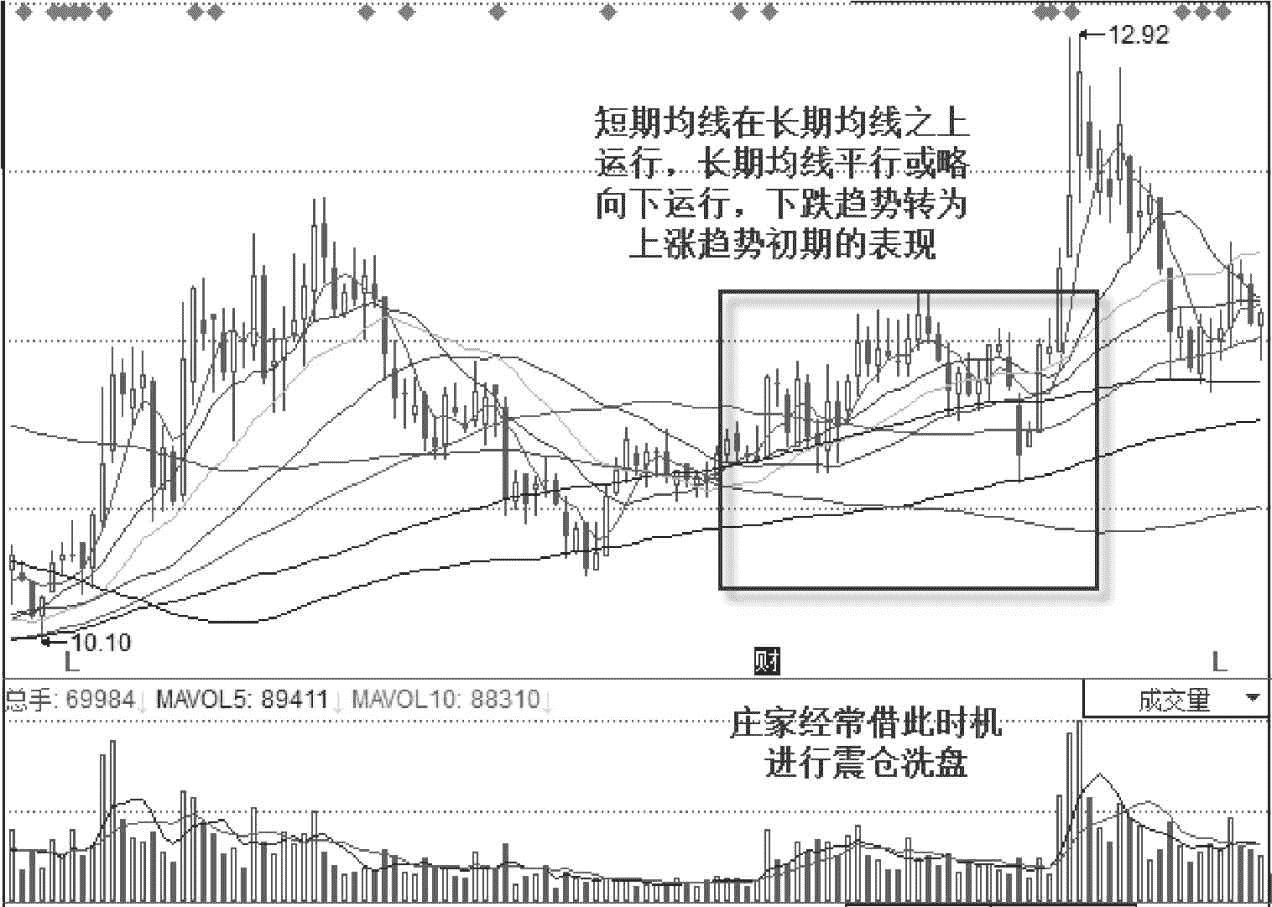 12.92
短期均线在长期均线之上
运行，长期均线平行或略
向下运行，下跌趋势转为
上涨趋势初期的表现
10.10
L
财
L
总手: 69984↓ MAVOL5: 89411↓ MAVOL10: 88310↓
成交量
庄家经常借此时机
进行震仓洗盘